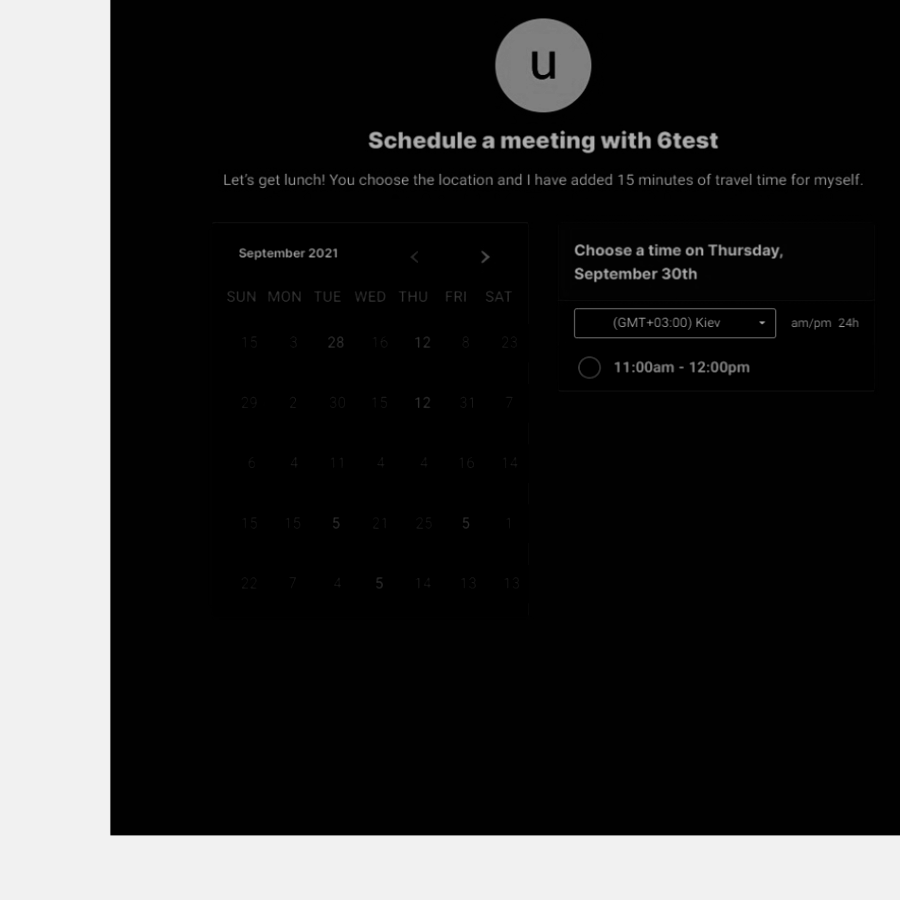 u
Schedule a meeting with 6test
Let's get lunch! You choose the location and I have added 15 minutes of travel time for myself.
September 2021
SUN MON TUE WED THU FRI SAT
15 3 28 16 12 8 23
29 2 30 15 12 31 7
6 4 11 4 4 16 14
15 15 5 21 25 5 1
22 7 4 5 14 13 13
Choose a time on Thursday,
September 30th
(GMT+03:00) Kiev am/pm 24h
11:00am - 12:00pm